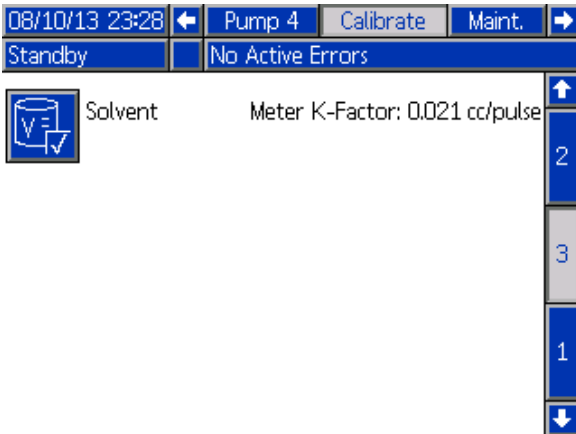 08/10/13 23:28 Pump 4 Calibrate Maint.
Standby No Active Errors
Solvent Meter K-Factor: 0.021 cc/pulse
V=
2
3
1